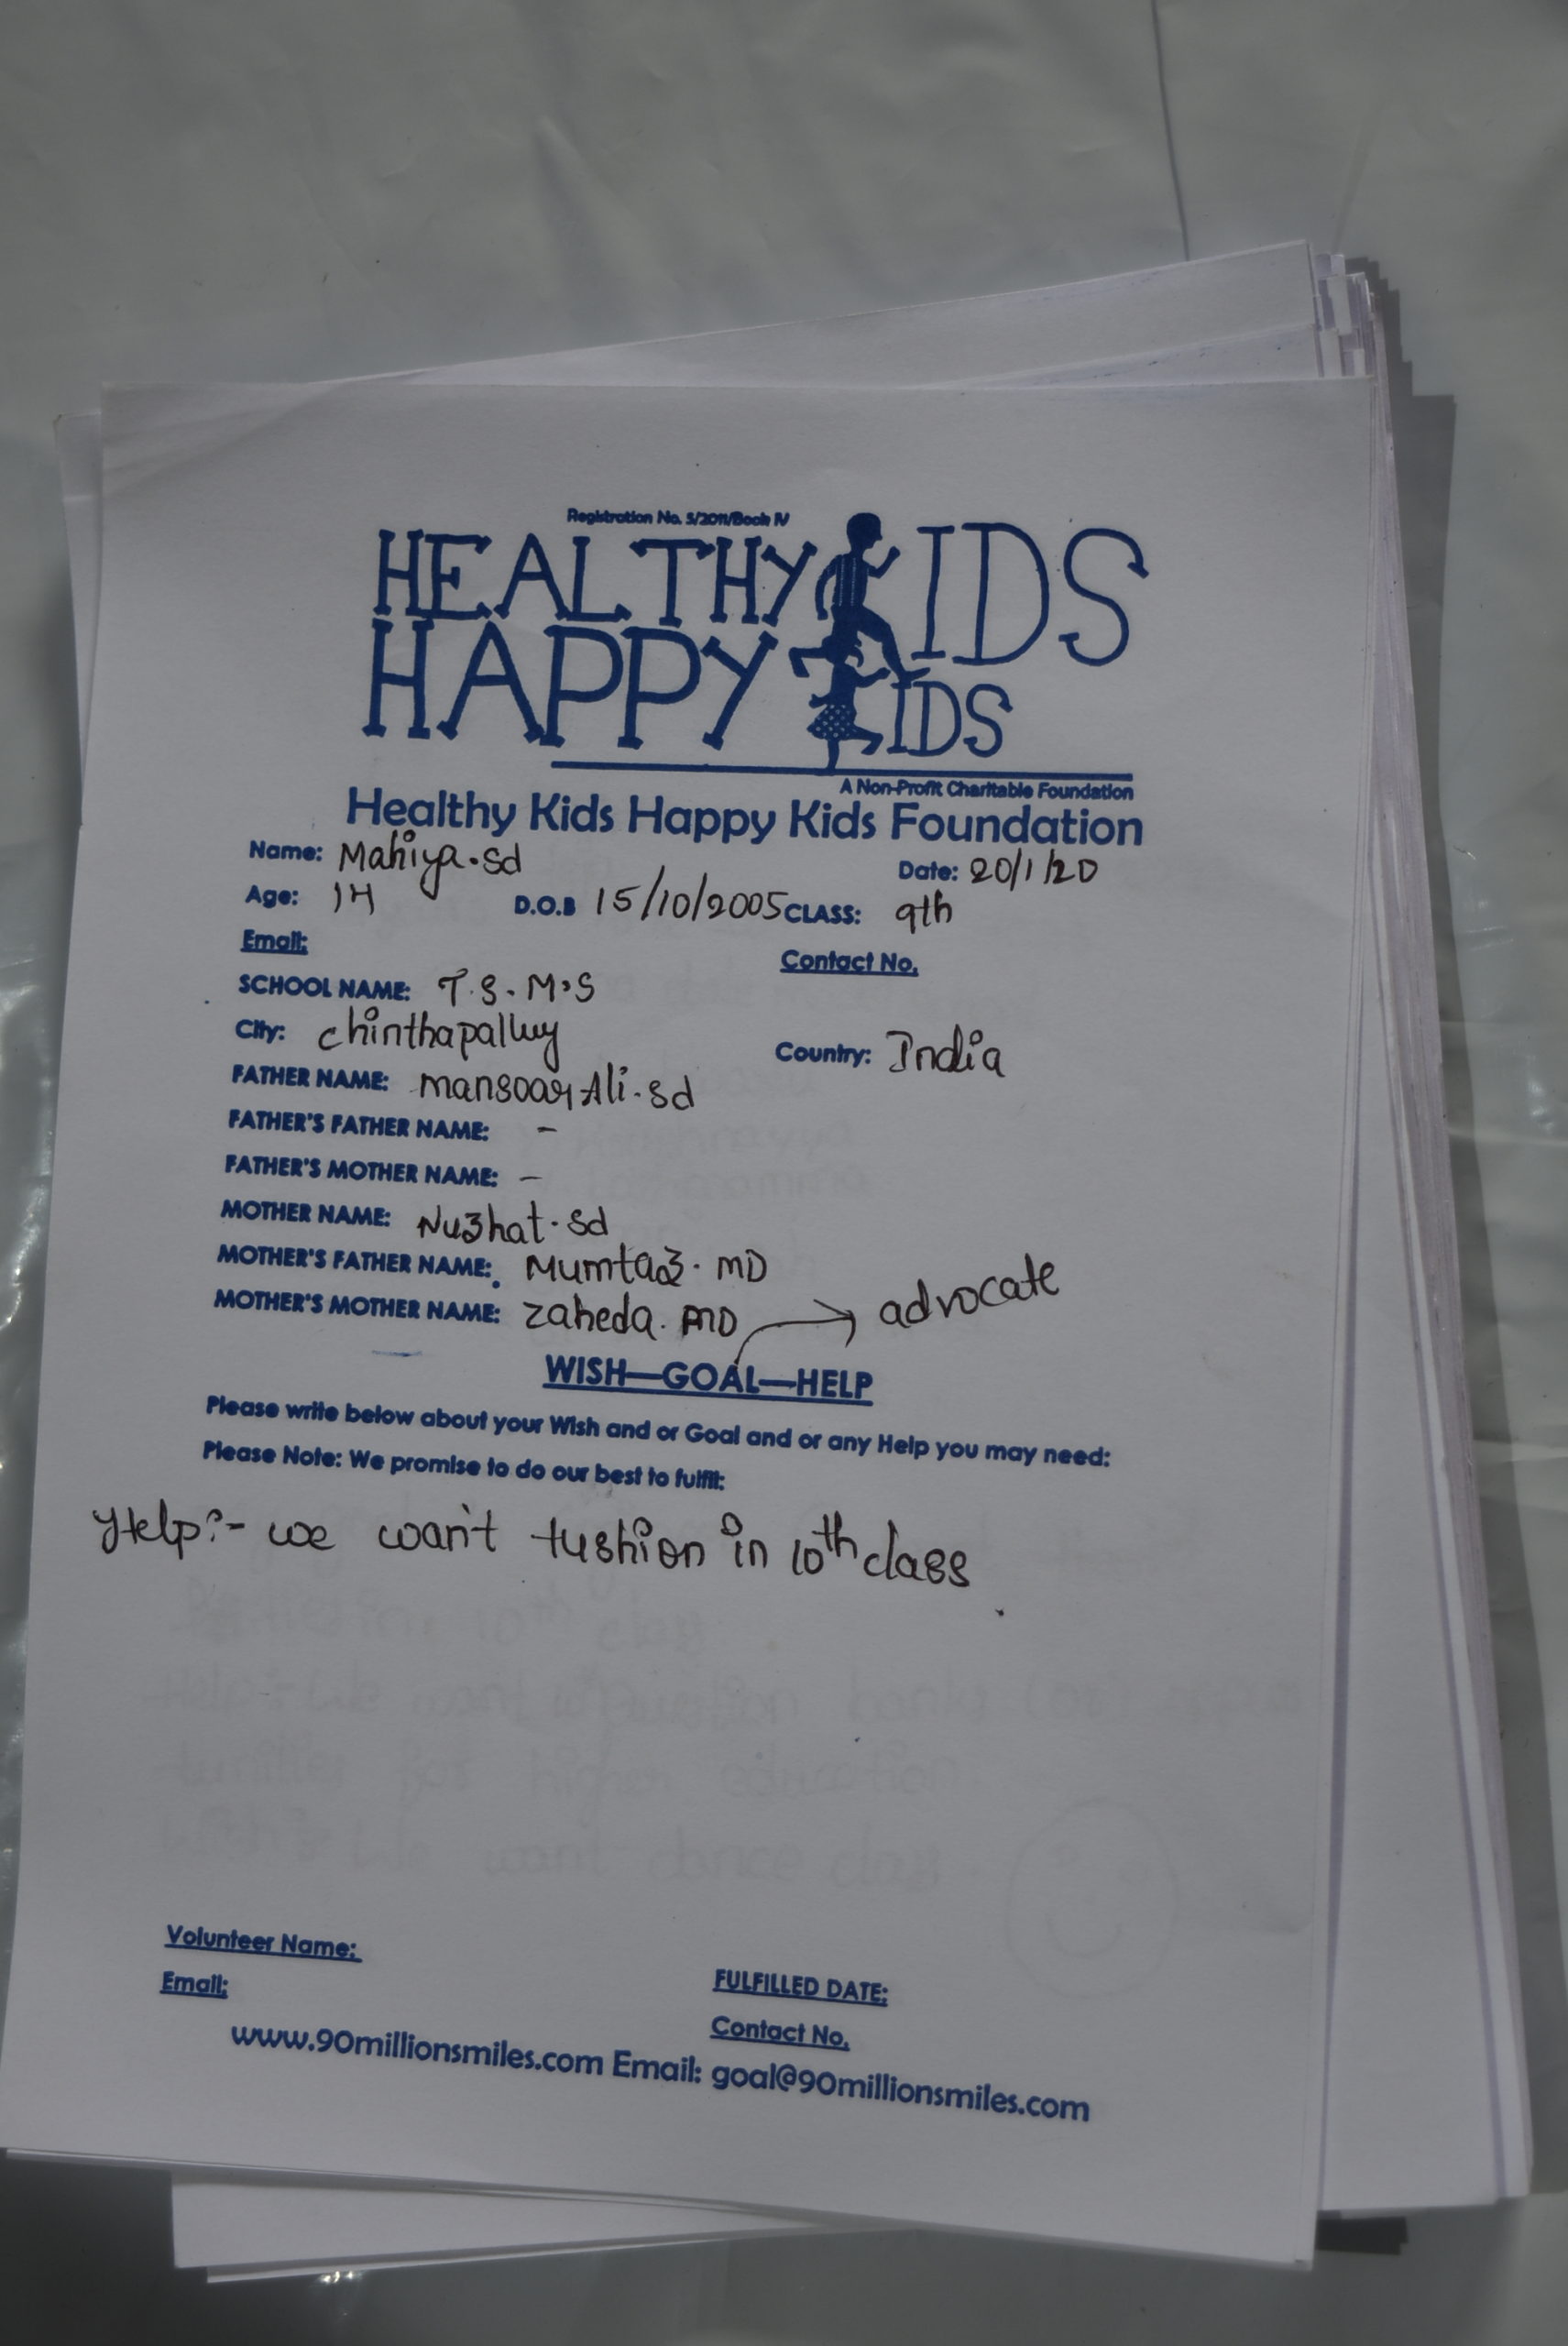 Registration No. 5/2011/Book IV
HEALTHY KIDS
HAPPY KIDS
A Non-Profit Charitable Foundation
Healthy Kids Happy Kids Foundation
Name: Mahiya.sd Date: 20/1/20
Age: 14 D.O.B 15/10/2005 CLASS: 9th
Email: Contact No.
SCHOOL NAME: T.S.M.S
City: chinthapalluy Country: India
FATHER NAME: mansoor Ali.sd
FATHER'S FATHER NAME: -
FATHER'S MOTHER NAME: -
MOTHER NAME: Nuzhat.sd
MOTHER'S FATHER NAME: Mumtaz. MD
MOTHER'S MOTHER NAME: zaheda. MD → advocate
WISH—GOAL—HELP
Please write below about your Wish and or Goal and or any Help you may need:
Please Note: We promise to do our best to fulfil:
Help:- we wan't tushion in 10th class
Volunteer Name:
Email: FULFILLED DATE:
Contact No.
www.90millionsmiles.com Email: goal@90millionsmiles.com